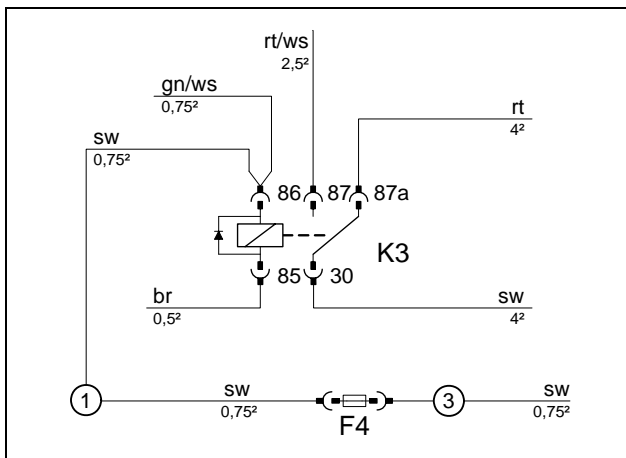 rt/ws
2,5²
gn/ws
0,75²
rt
4²
sw
0,75²
86 87 87a
K3
85 30
br
0,5²
sw
4²
1
sw
0,75²
F4
3
sw
0,75²